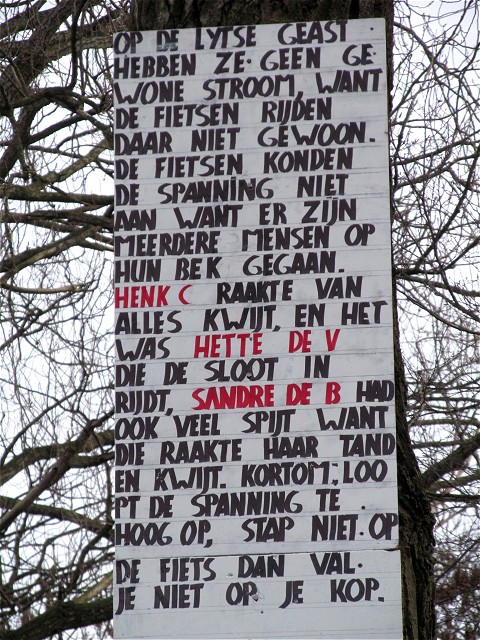 OP DE LYTSE GEAST
HEBBEN ZE GEEN GE
WONE STROOM, WANT
DE FIETSEN RIJDEN
DAAR NIET GEWOON.
DE FIETSEN KONDEN
DE SPANNING NIET
AAN WANT ER ZIJN
MEERDERE MENSEN OP
HUN BEK GEGAAN.
HENK C RAAKTE VAN
ALLES KWIJT, EN HET
WAS HETTE DE V
DIE DE SLOOT IN
RIJDT, SANDRE DE B HAD
OOK VEEL SPIJT WANT
DIE RAAKTE HAAR TAND
EN KWIJT. KORTOM; LOO
PT DE SPANNING TE .
HOOG OP, STAP NIET OP
DE FIETS DAN VAL.
JE NIET OP JE KOP.